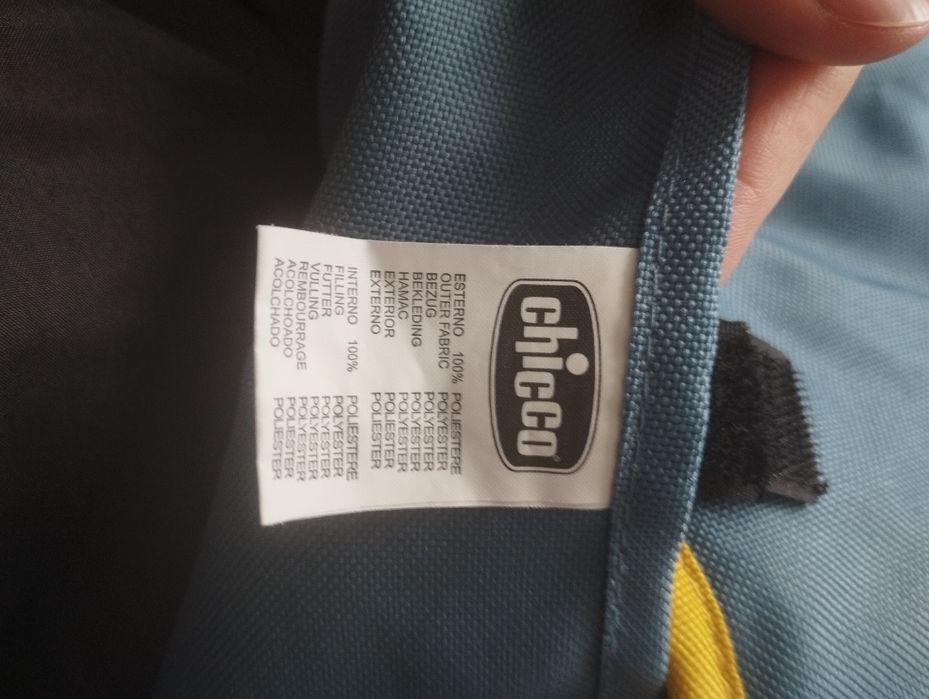 chicco
ESTERNO 100% POLIESTERE
OUTER FABRIC POLYESTER
BEZUG POLYESTER
BEKLEDING POLYESTER
HAMAC POLYESTER
EXTERIOR POLIESTER
EXTERNO POLIESTER
INTERNO 100% POLIESTERE
FILLING POLYESTER
FUTTER POLYESTER
VULLING POLYESTER
REMBOURRAGE POLYESTER
ACOLCHOADO POLIESTER
ACOLCHADO POLIESTER